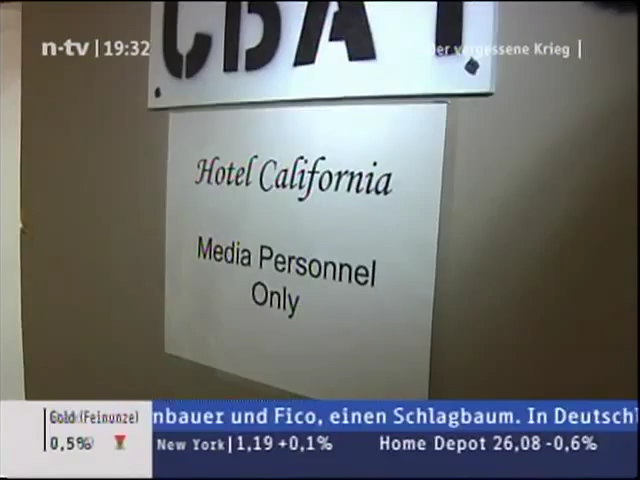 n-tv | 19:32
Der vergessene Krieg |
Hotel California
Media Personnel
Only
Gold (Feinunze)
nbauer und Fico, einen Schlagbaum. In Deutschl
0,5%
New York | 1,19 +0,1%
Home Depot 26,08 -0,6%